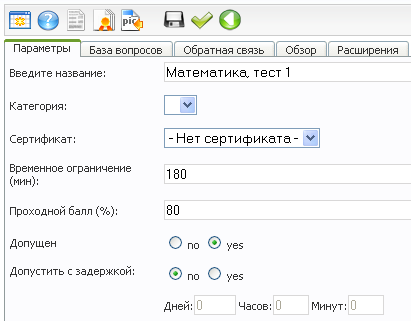 pic
Параметры База вопросов Обратная связь Обзор Расширения
Введите название: Математика, тест 1
Категория:
Сертификат: - Нет сертификата -
Временное ограничение (мин): 180
Проходной балл (%): 80
Допущен no yes
Допустить с задержкой: no yes
Дней: 0 Часов: 0 Минут: 0